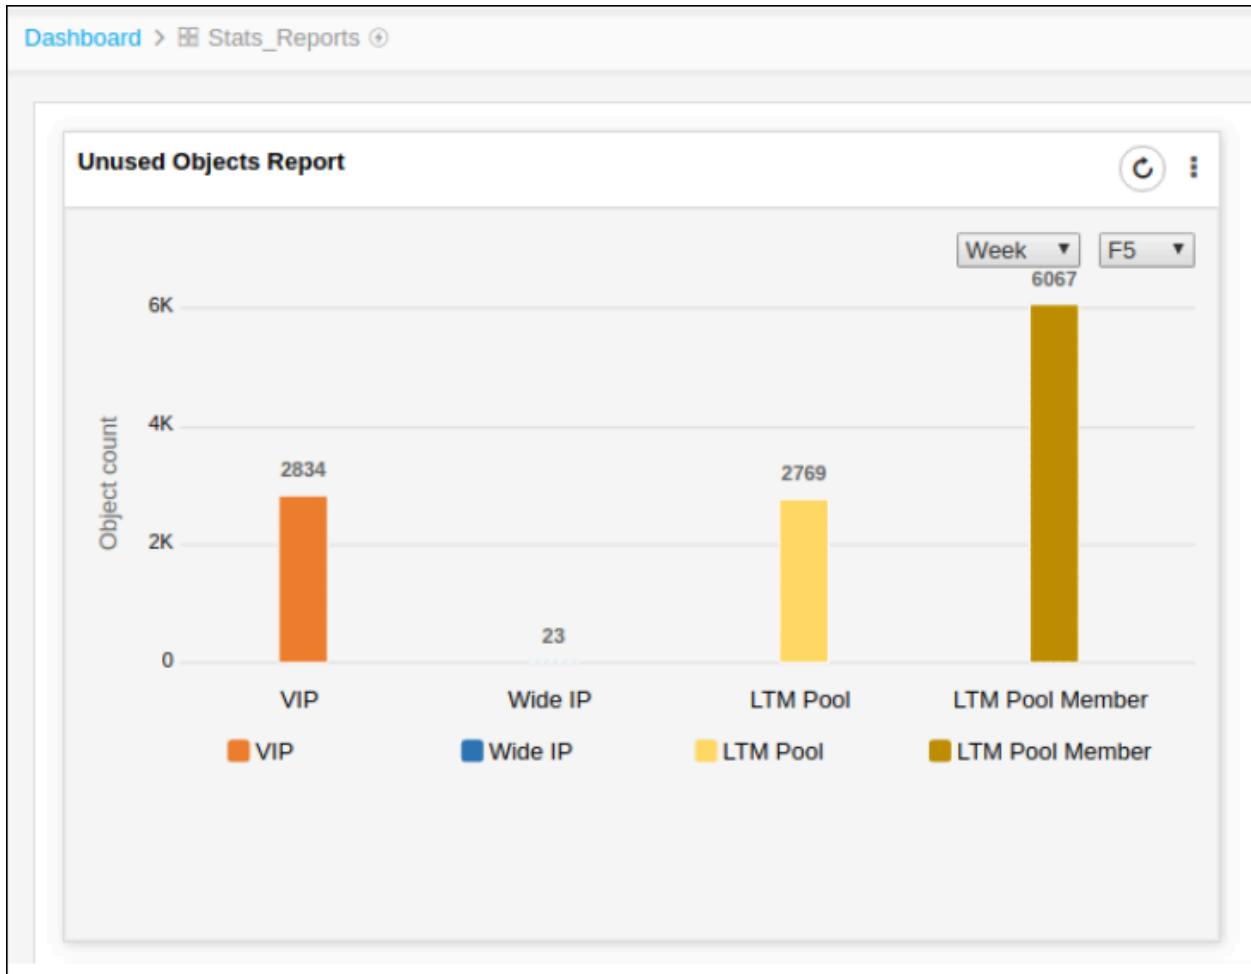 Dashboard > Stats_Reports
Unused Objects Report
Week F5
6067
6K
4K
2834
2769
Object count
2K
23
0
VIP Wide IP LTM Pool LTM Pool Member
VIP Wide IP LTM Pool LTM Pool Member